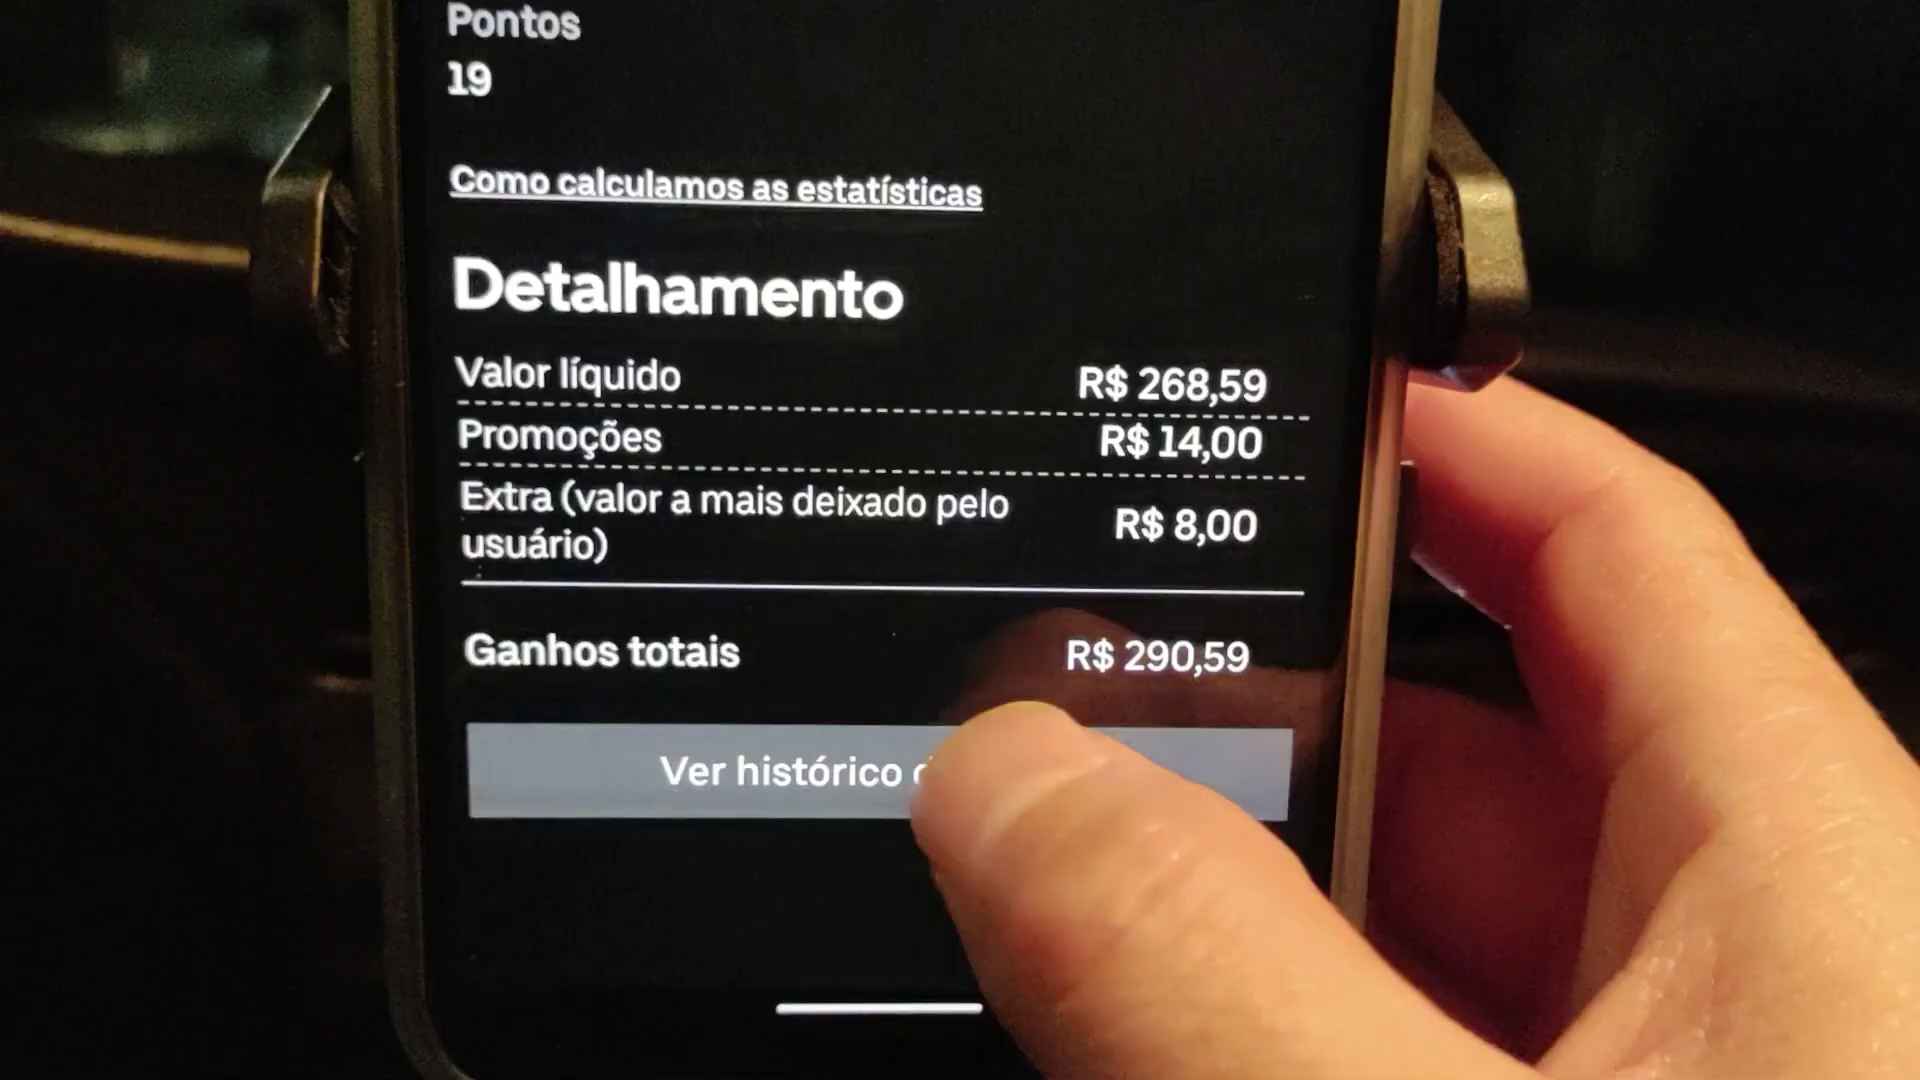 Pontos
19
Como calculamos as estatísticas
Detalhamento
Valor líquido R$ 268,59
Promoções R$ 14,00
Extra (valor a mais deixado pelo
usuário) R$ 8,00
Ganhos totais R$ 290,59
Ver histórico